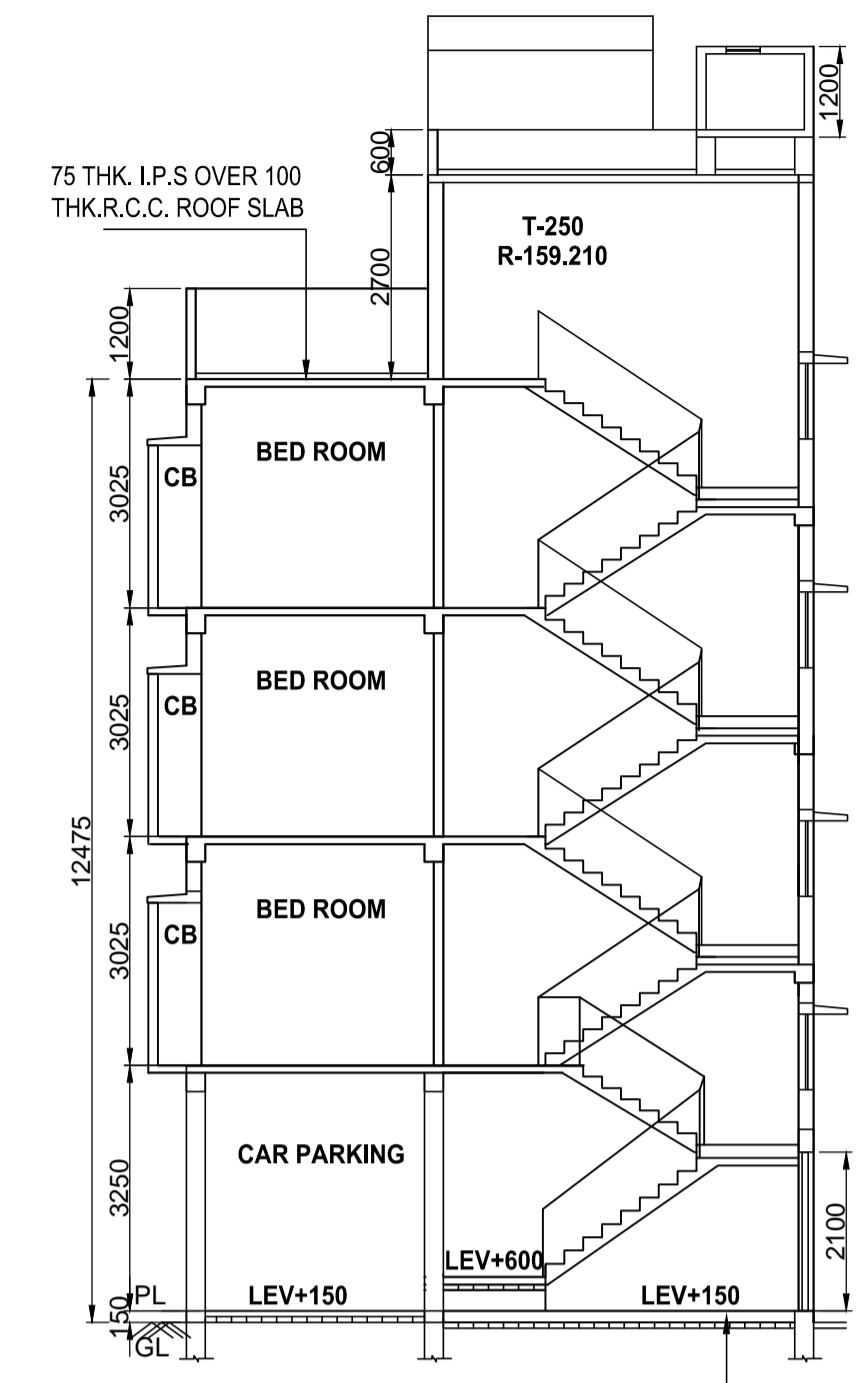 1200
600
75 THK. I.P.S OVER 100
THK.R.C.C. ROOF SLAB
T-250
R-159.210
2700
1200
BED ROOM
CB
3025
BED ROOM
CB
3025
12475
BED ROOM
CB
3025
CAR PARKING
3250
2100
LEV+600
PL
LEV+150
LEV+150
150
GL